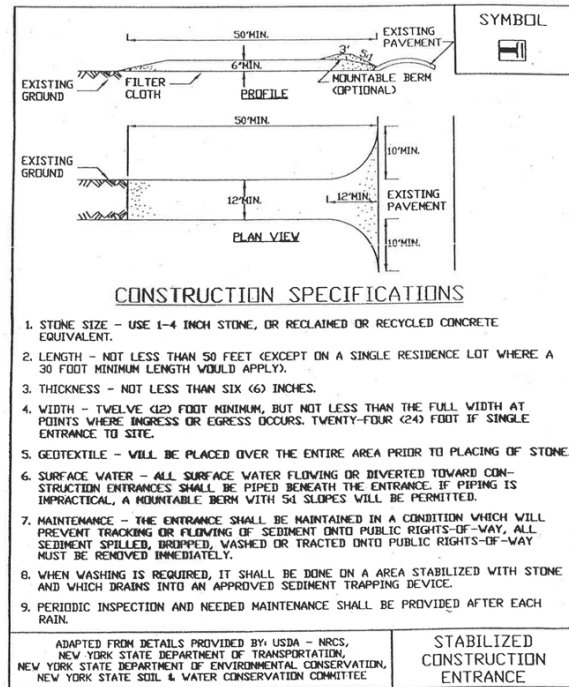 SYMBOL
50'MIN.
EXISTING
PAVEMENT
3'
5:1
6'MIN.
EXISTING
GROUND
FILTER
CLOTH
PROFILE
MOUNTABLE BERM
(OPTIONAL)
50'MIN.
10'MIN.
EXISTING
GROUND
12'MIN.
12'MIN.
EXISTING
PAVEMENT
PLAN VIEW
10'MIN.
CONSTRUCTION SPECIFICATIONS
1. STONE SIZE - USE 1-4 INCH STONE, OR RECLAIMED OR RECYCLED CONCRETE
EQUIVALENT.
2. LENGTH - NOT LESS THAN 50 FEET (EXCEPT ON A SINGLE RESIDENCE LOT WHERE A
30 FOOT MINIMUM LENGTH WOULD APPLY).
3. THICKNESS - NOT LESS THAN SIX (6) INCHES.
4. WIDTH - TWELVE (12) FOOT MINIMUM, BUT NOT LESS THAN THE FULL WIDTH AT
POINTS WHERE INGRESS OR EGRESS OCCURS. TWENTY-FOUR (24) FOOT IF SINGLE
ENTRANCE TO SITE.
5. GEOTEXTILE - WILL BE PLACED OVER THE ENTIRE AREA PRIOR TO PLACING OF STONE.
6. SURFACE WATER - ALL SURFACE WATER FLOWING OR DIVERTED TOWARD CON-
STRUCTION ENTRANCES SHALL BE PIPED BENEATH THE ENTRANCE. IF PIPING IS
IMPRACTICAL, A MOUNTABLE BERM WITH 5:1 SLOPES WILL BE PERMITTED.
7. MAINTENANCE - THE ENTRANCE SHALL BE MAINTAINED IN A CONDITION WHICH WILL
PREVENT TRACKING OR FLOWING OF SEDIMENT ONTO PUBLIC RIGHTS-OF-WAY, ALL
SEDIMENT SPILLED, DROPPED, WASHED OR TRACTED ONTO PUBLIC RIGHTS-OF-WAY
MUST BE REMOVED IMMEDIATELY.
8. WHEN WASHING IS REQUIRED, IT SHALL BE DONE ON A AREA STABILIZED WITH STONE
AND WHICH DRAINS INTO AN APPROVED SEDIMENT TRAPPING DEVICE.
9. PERIODIC INSPECTION AND NEEDED MAINTENANCE SHALL BE PROVIDED AFTER EACH
RAIN.
ADAPTED FROM DETAILS PROVIDED BY: USDA - NRCS,
NEW YORK STATE DEPARTMENT OF TRANSPORTATION,
NEW YORK STATE DEPARTMENT OF ENVIRONMENTAL CONSERVATION,
NEW YORK STATE SOIL & WATER CONSERVATION COMMITTEE
STABILIZED
CONSTRUCTION
ENTRANCE